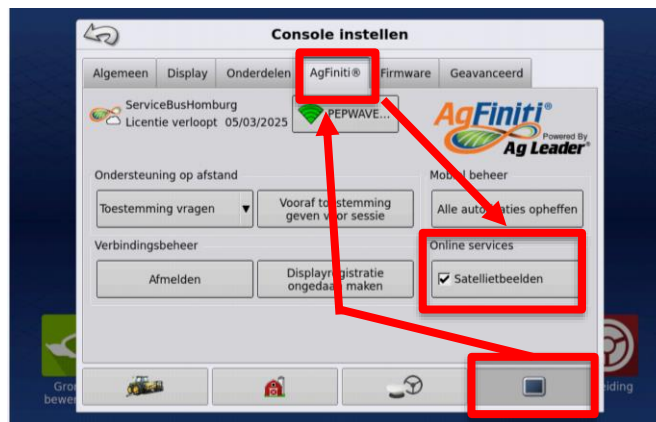 Console instellen
Algemeen
Display
Onderdelen
AgFiniti®
Firmware
Geavanceerd
ServiceBusHomburg
Licentie verloopt 05/03/2025
PEPWAVE...
AgFiniti®
Powered By
Ag Leader®
Ondersteuning op afstand
Toestemming vragen
Vooraf toestemming
geven voor sessie
Mobiel beheer
Alle autorisaties opheffen
Verbindingsbeheer
Afmelden
Displayregistratie
ongedaan maken
Online services
Satellietbeelden
Gro
bewe
iding